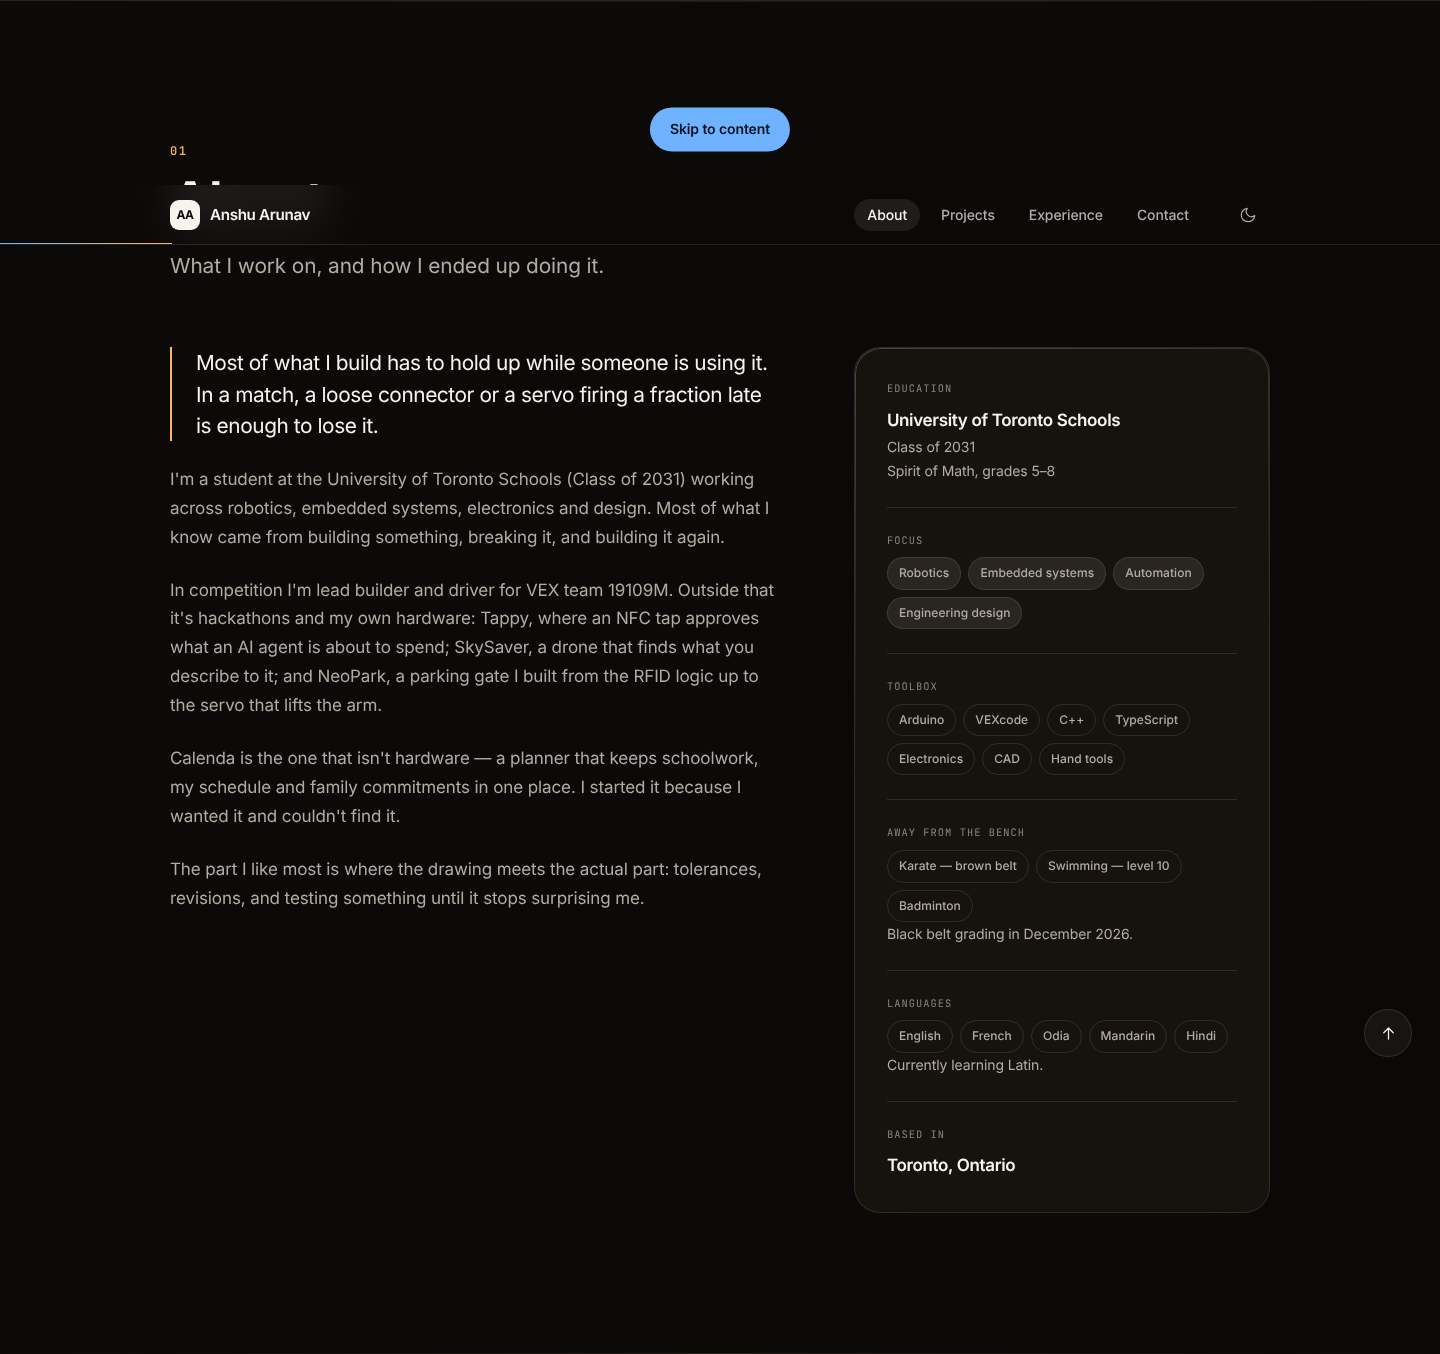 Skip to content
01
AA
Anshu Arunav
About
Projects
Experience
Contact
What I work on, and how I ended up doing it.
Most of what I build has to hold up while someone is using it.
In a match, a loose connector or a servo firing a fraction late
is enough to lose it.
I'm a student at the University of Toronto Schools (Class of 2031) working
across robotics, embedded systems, electronics and design. Most of what I
know came from building something, breaking it, and building it again.
In competition I'm lead builder and driver for VEX team 19109M. Outside that
it's hackathons and my own hardware: Tappy, where an NFC tap approves
what an AI agent is about to spend; SkySaver, a drone that finds what you
describe to it; and NeoPark, a parking gate I built from the RFID logic up to
the servo that lifts the arm.
Calenda is the one that isn't hardware — a planner that keeps schoolwork,
my schedule and family commitments in one place. I started it because I
wanted it and couldn't find it.
The part I like most is where the drawing meets the actual part: tolerances,
revisions, and testing something until it stops surprising me.
EDUCATION
University of Toronto Schools
Class of 2031
Spirit of Math, grades 5–8
FOCUS
Robotics
Embedded systems
Automation
Engineering design
TOOLBOX
Arduino
VEXcode
C++
TypeScript
Electronics
CAD
Hand tools
AWAY FROM THE BENCH
Karate — brown belt
Swimming — level 10
Badminton
Black belt grading in December 2026.
LANGUAGES
English
French
Odia
Mandarin
Hindi
Currently learning Latin.
BASED IN
Toronto, Ontario